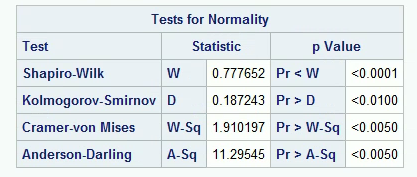 Tests for Normality
Test Statistic p Value
Shapiro-Wilk W 0.777652 Pr < W <0.0001
Kolmogorov-Smirnov D 0.187243 Pr > D <0.0100
Cramer-von Mises W-Sq 1.910197 Pr > W-Sq <0.0050
Anderson-Darling A-Sq 11.29545 Pr > A-Sq <0.0050